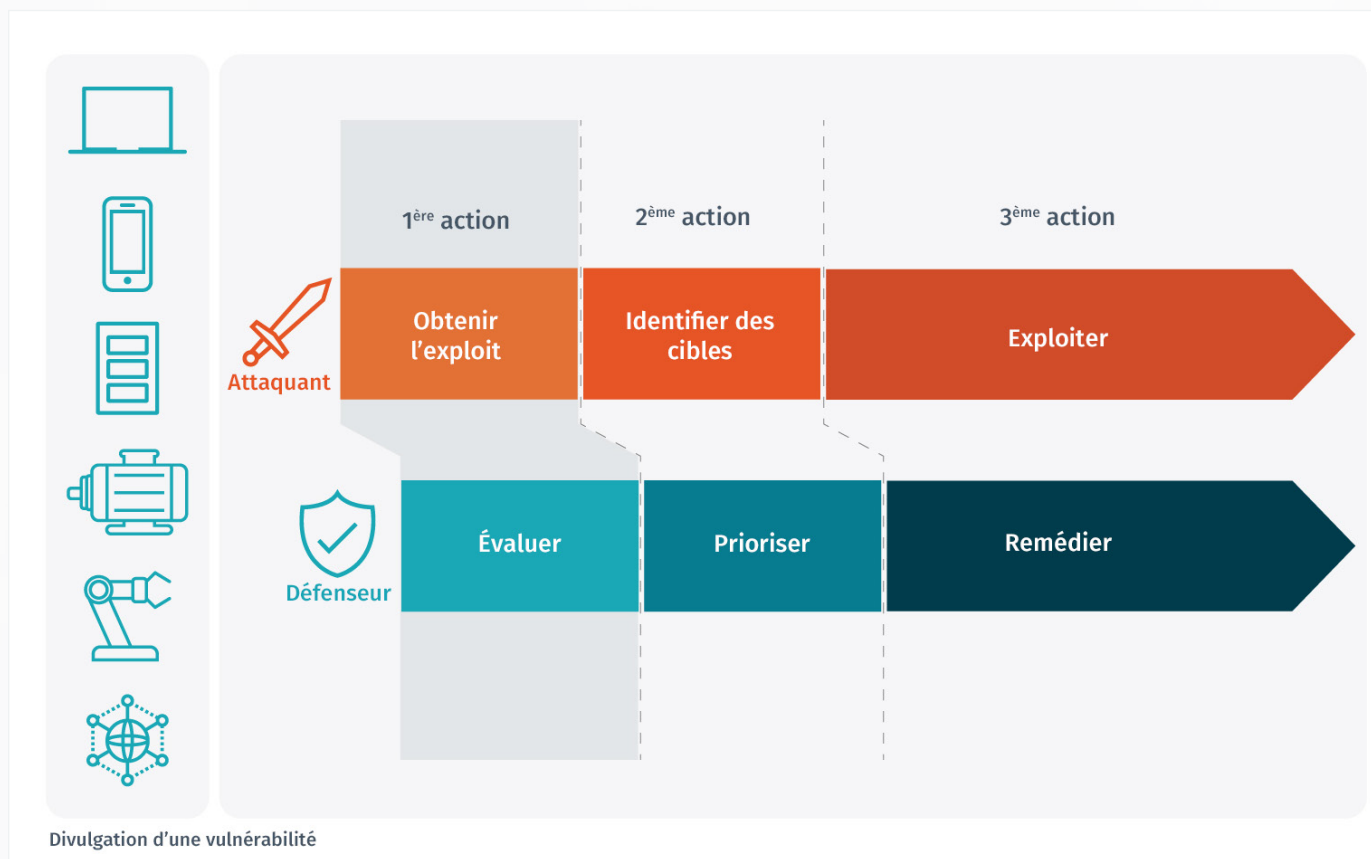 1ère action
2ème action
3ème action
Obtenir
l’exploit
Identifier des
cibles
Exploiter
Attaquant
Évaluer
Prioriser
Remédier
Défenseur
Divulgation d’une vulnérabilité